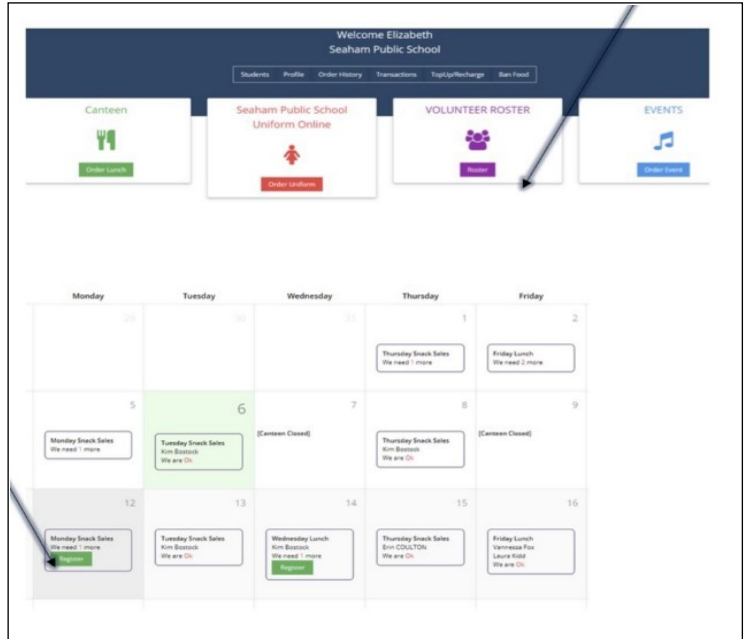 Welcome Elizabeth
Seaham Public School
Students Profile Order History Transactions TopUp/Recharge Ban Food
Canteen
Order Lunch
Seaham Public School
Uniform Online
Order Uniform
VOLUNTEER ROSTER
Roster
EVENTS
Order Event
Monday Tuesday Wednesday Thursday Friday
29 30 31 1 2
Thursday Snack Sales
We need 1 more
Friday Lunch
We need 2 more
5 6 7 8 9
Monday Snack Sales
We need 1 more
Tuesday Snack Sales
Kim Bostock
We are Ok
[Canteen Closed]
Thursday Snack Sales
Kim Bostock
We are Ok
[Canteen Closed]
12 13 14 15 16
Monday Snack Sales
We need 1 more
Register
Tuesday Snack Sales
Kim Bostock
We are Ok
Wednesday Lunch
Kim Bostock
We need 1 more
Register
Thursday Snack Sales
Erin COULTON
We are Ok
Friday Lunch
Vannessa Fox
Laura Kidd
We are Ok